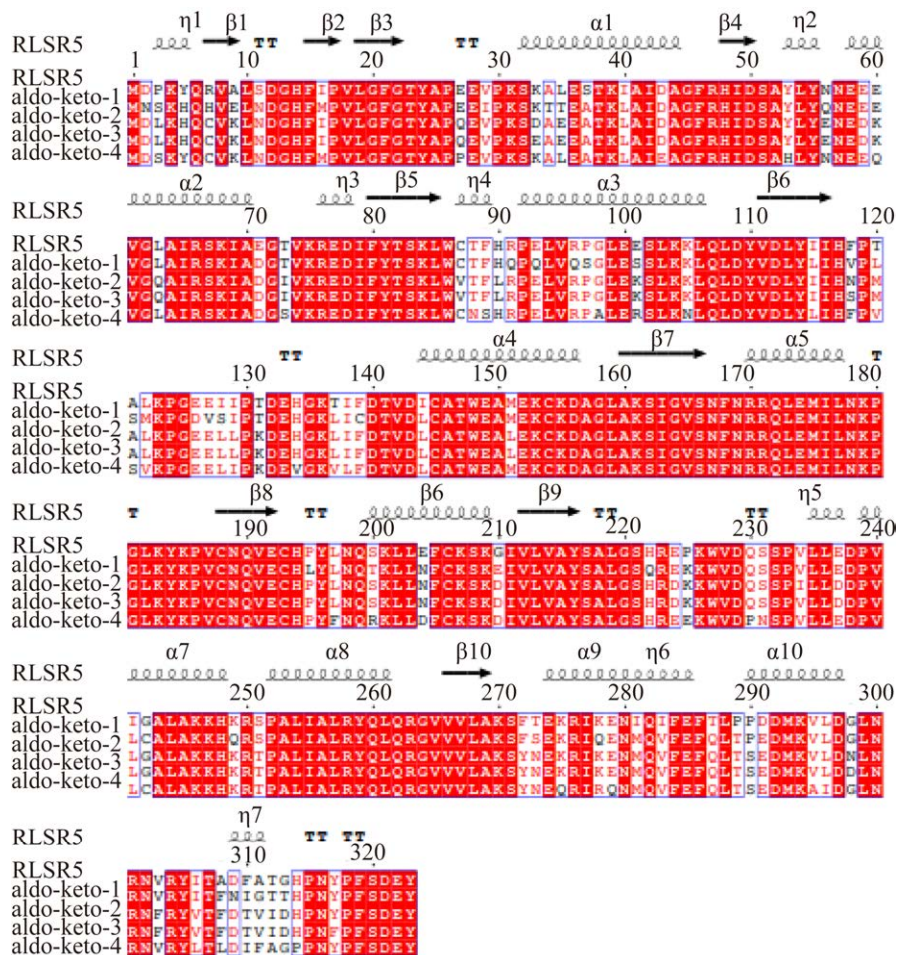 η1 β1 β2 β3 α1 β4 η2
RLSR5 TT TT
1 10 20 30 40 50 60
RLSR5 MDPKYQRVALSDGHFIPVLGFGTYAPEEVPKSKALESTKIAIDAGFRHIDSAYLYNNEEE
aldo-keto-1 MNSKHQHVELNDGHFMPVLGFGTYAPEEVPKSKTTEATKLAIDAGFRHIDSAYLYQNEEE
aldo-keto-2 MDLKHQCVKLNDGHFIPVLGFGTYAPQEVPKSDAEEATKLAIDAGFRHIDSAYLYENEDK
aldo-keto-3
aldo-keto-4 MDSKYQCVKLNDGHFMPVLGFGTYAPPEVPKSEALEATKLAIEAGFRHIDSAHLYNNEEQ
α2 η3 β5 η4 α3 β6
RLSR5
70 80 90 100 110 120
RLSR5 VGLAIRSKIAEGTVKREDIFYTSKLWCTFHRPELVRPGLEESLKKLQLDYVDLYIIHFPT
aldo-keto-1 VGLAIRSKIADGTVKREDIFYTSKLWCTFHQPQLVQSGLESSLKKLQLDYVDLYLIHVPL
aldo-keto-2 VGQAIRSKIADGIVKREDIFYTSKLWVTFLRPELVRPGLEKSLKKLQLDYVDLYIIHFPM
aldo-keto-3 VGQAIRSKIADGIVKREDIFYTSKLWVTFLRPELVRPGLEKSLKKLQLDYVDLYIIHSPM
aldo-keto-4 VGLAIRSKIADGSVKREDIFYTSKLWCNSHRPELVRPALERSLKNLQLDYVDLYLIHFPV
α4 β7 α5
RLSR5 TT T
130 140 150 160 170 180
RLSR5 ALKPGEEIIPTDEHGKTIFDTVDICATWEAMEKCKDAGLAKSIGVSNFNRRQLEMILNKP
aldo-keto-1 SMKPGDVSIPTDEHGKLICDTVDLCATWEAMEKCKDAGLAKSIGVSNFNRRQLEMILNKP
aldo-keto-2 ALKPGEELLPKDEHGKLIFDTVDLCATWEALEKCKDAGLAKSIGVSNFNRRQLEMILNKP
aldo-keto-3 ALKPGEELLPKDEHGKLIFDTVDICATWEAMEKCKDAGLAKSIGVSNFNRRQLEMILNKP
aldo-keto-4 SVKPGEELIPKDEVGKVLFDTVDLCATWEAMEKCKDAGLAKSIGVSNFNRRQLEMILNKP
β8 β6 β9 η5
RLSR5 T TT TT TT
190 200 210 220 230 240
RLSR5 GLKYKPVCNQVECHPYLNQSKLLEFCKSKGIVLVAYSALGSHREPKWVDQSSPVLLEDPV
aldo-keto-1 GLKYKPVCNQVECHLYLNQTKLLNFCKSKEIVLVAYSALGSQREKKWVDQSSPVLLEDPV
aldo-keto-2 GLKYKPVCNQVECHPYLNQSKLLNFCKSKDIVLVAYSALGSHRDKKWVDQSSPILLEDPV
aldo-keto-3 GLKYKPVCNQVECHPYLNQSKLLNFCKSKDIVLVAYSALGSHRDKKWVDQSSPVLLDDPV
aldo-keto-4 GLKYKPVCNQVECHPYFNQRKLLDFCKSKDIVLVAYSALGSHREEKWVDPNSPVLLEDPV
α7 α8 β10 α9 η6 α10
RLSR5
250 260 270 280 290 300
aldo-keto-1 IGALAKKHKRSPALIALRYQLQRGVVVLAKSFTEKRIKENIQIFEFTLPPDDMKVLDGLN
aldo-keto-2 LCALAKKHQRSPALIALRYQLQRGVVVLAKSFSEKRIQENMQVFEFQLTPEDMKVLDGLN
aldo-keto-3 LGALAKKHKRTPALIALRYQLQRGVVVLAKSYNEKRIKENMQVFEFQLTSEDMKVLDNLN
aldo-keto-4 LGALAKKHKRTPALIALRYQLQRGVVVLAKSYNEKRIKENMQVFEFQLTSEDMKVLDGLN
LCALAKKHKRTPALIALRYQLQRGVVVLAKSYNEQRIRQNMQVFEFQLTSEDMKAIDGLN
η7
RLSR5 TT TT
310 320
RLSR5 RNVRYITADFATGHPNYPFSDEY
aldo-keto-1 RNVRYITFNIGTTHPNYPFSDEY
aldo-keto-2 RNFRYVTFDTVIDHPNYPFSDEY
aldo-keto-3 RNFRYVTFDTVIDHPNFPFSDEY
aldo-keto-4 RNVRYLTLDIFAGPPNYPFSDEY